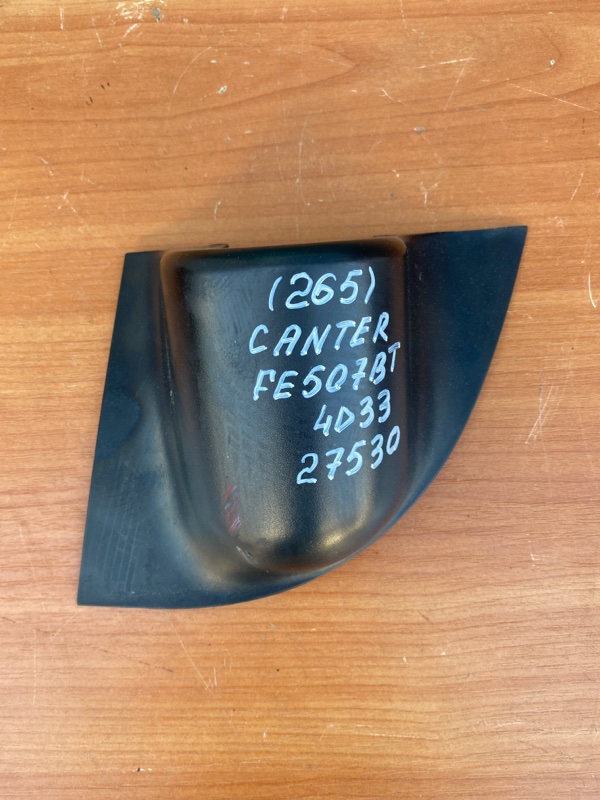 (265)
CANTER
FE507BT
4D33
27530